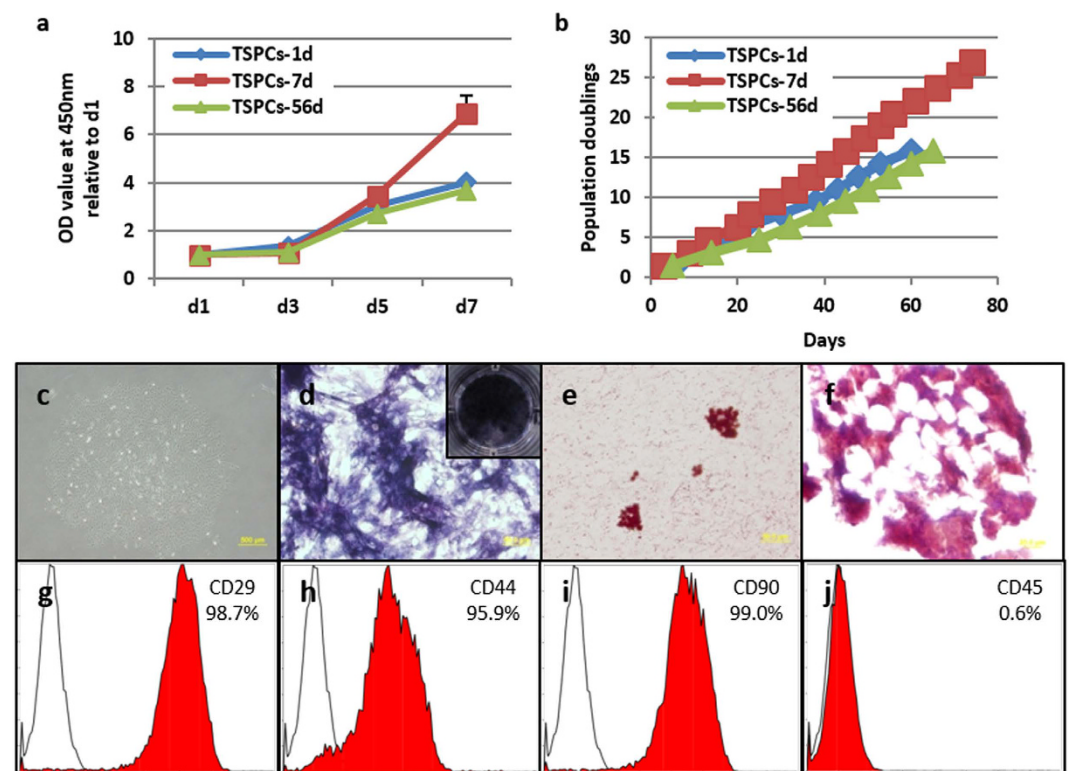 a
10
8
6
4
2
0
OD value at 450nm
relative to d1
TSPCs-1d
TSPCs-7d
TSPCs-56d
d1 d3 d5 d7
b
30
25
20
15
10
5
0
Population doublings
TSPCs-1d
TSPCs-7d
TSPCs-56d
0 20 40 60 80
Days
c
d
e
f
g
CD29
98.7%
h
CD44
95.9%
i
CD90
99.0%
j
CD45
0.6%